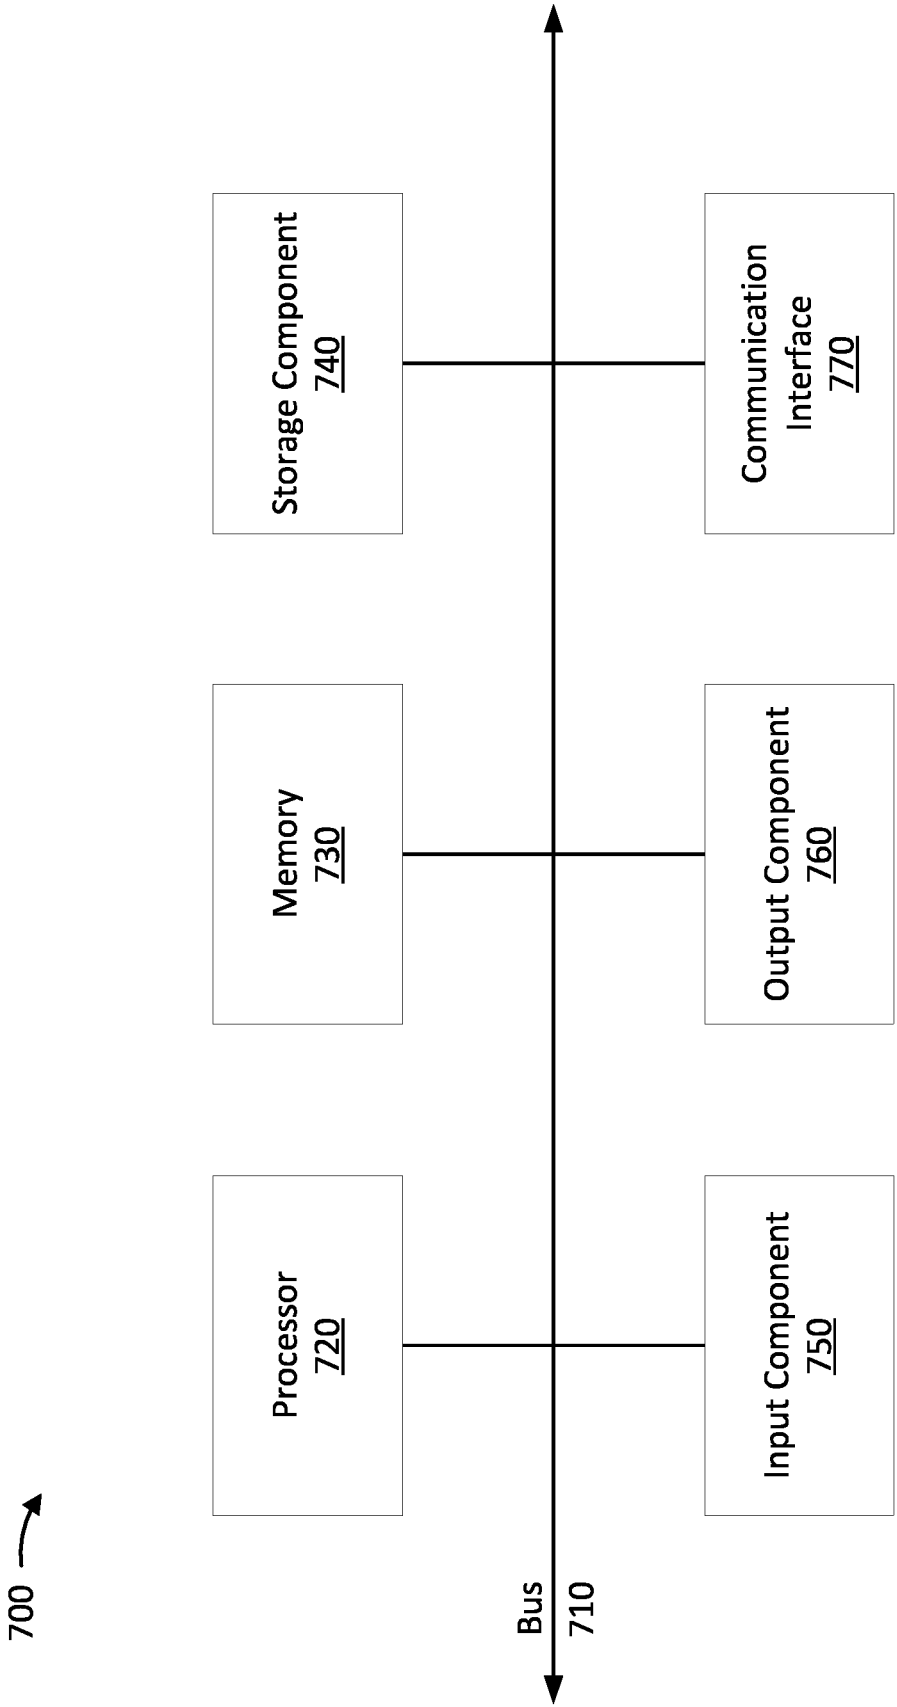 700
Processor
720
Memory
730
Storage Component
740
Bus
710
Input Component
750
Output Component
760
Communication
Interface
770